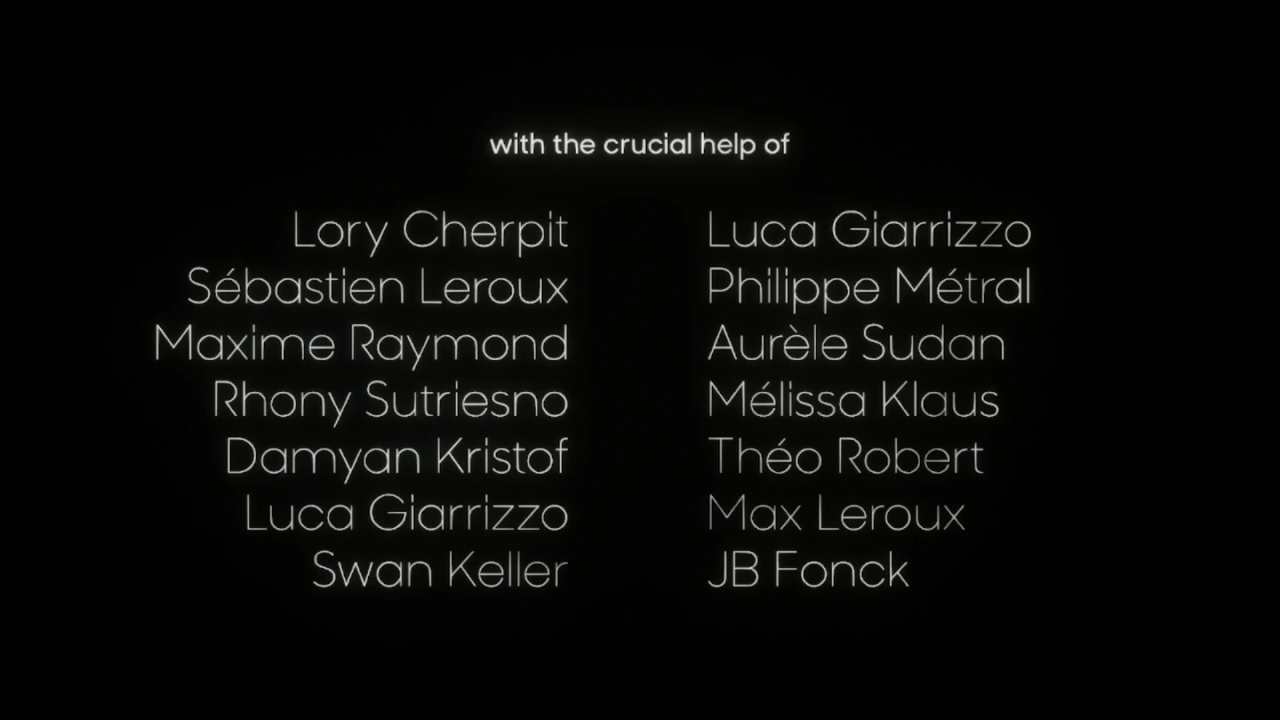 with the crucial help of
Lory Cherpit
Sébastien Leroux
Maxime Raymond
Rhony Sutriesno
Damyan Kristof
Luca Giarrizzo
Swan Keller
Luca Giarrizzo
Philippe Métral
Aurèle Sudan
Mélissa Klaus
Théo Robert
Max Leroux
JB Fonck